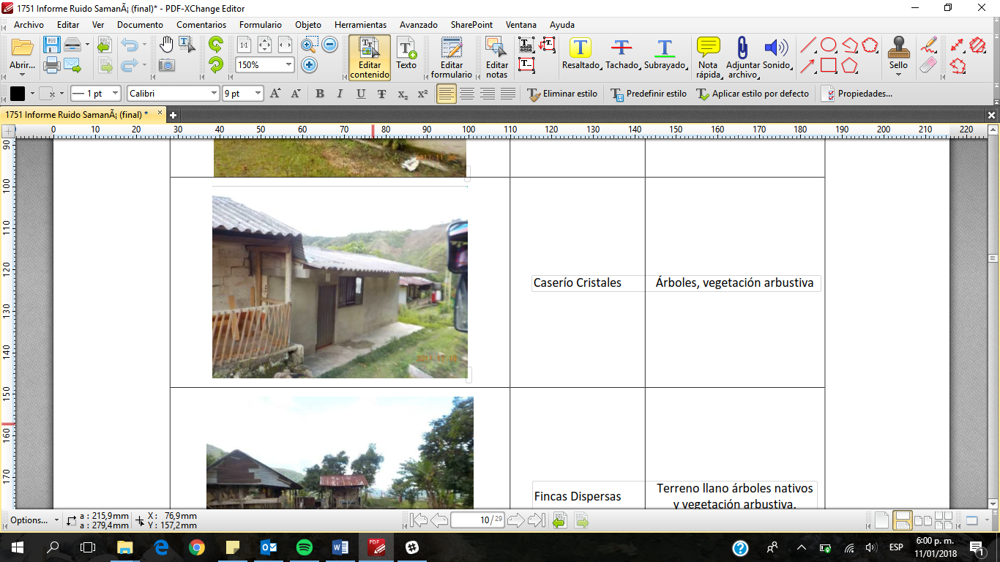 1751 Informe Ruido SamanÃ¡ (final)* - PDF-XChange Editor
Archivo Editar Ver Documento Comentarios Formulario Objeto Herramientas Avanzado SharePoint Ventana Ayuda
Abrir...
1:1
150%
Editar contenido
Texto
Editar formulario
Editar notas
Resaltado
Tachado
Subrayado
Nota rápida
Adjuntar archivo
Sonido
Sello
1 pt
Calibri
9 pt
Eliminar estilo
Predefinir estilo
Aplicar estilo por defecto
Propiedades...
1751 Informe Ruido SamanÃ¡ (final) *
0 10 20 30 40 50 60 70 80 90 100 110 120 130 140 150 160 170 180 190 200 210 220
90
100
110
120
130
140
150
160
170
Caserío Cristales
Árboles, vegetación arbustiva
Fincas Dispersas
Terreno llano árboles nativos
y vegetación arbustiva.
Options...
a : 215,9mm
a : 279,4mm
X : 76,9mm
Y : 157,2mm
10 / 29
PDF
ESP
6:00 p. m.
11/01/2018
1